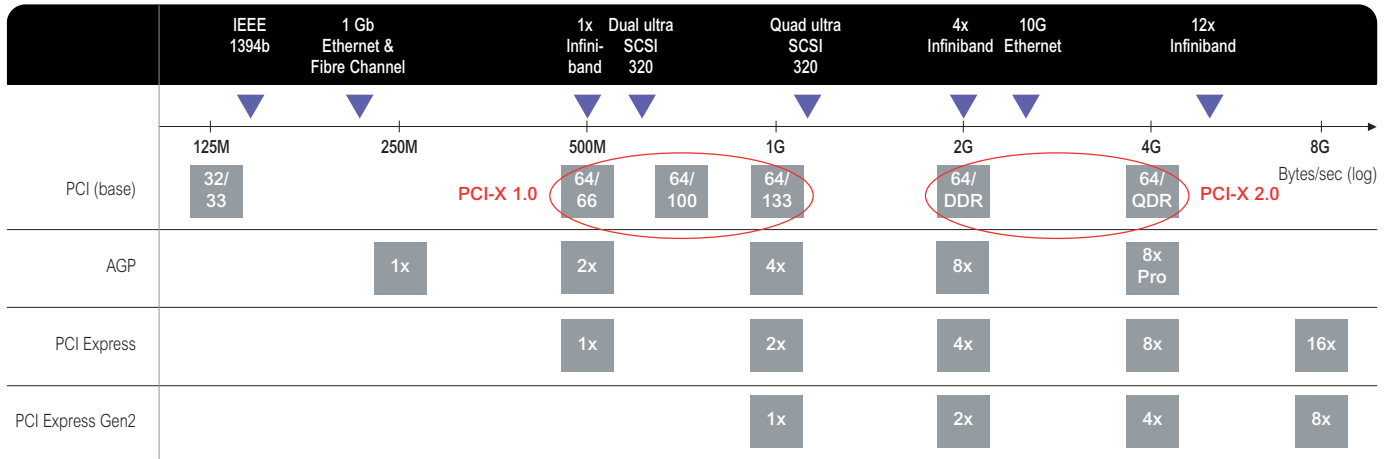 IEEE
1394b
1 Gb
Ethernet &
Fibre Channel
1x
Infini-
band
Dual ultra
SCSI
320
Quad ultra
SCSI
320
4x
Infiniband
10G
Ethernet
12x
Infiniband
125M
250M
500M
1G
2G
4G
8G
Bytes/sec (log)
PCI (base)
32/
33
PCI-X 1.0
64/
66
64/
100
64/
133
64/
DDR
64/
QDR
PCI-X 2.0
AGP
1x
2x
4x
8x
8x
Pro
PCI Express
1x
2x
4x
8x
16x
PCI Express Gen2
1x
2x
4x
8x